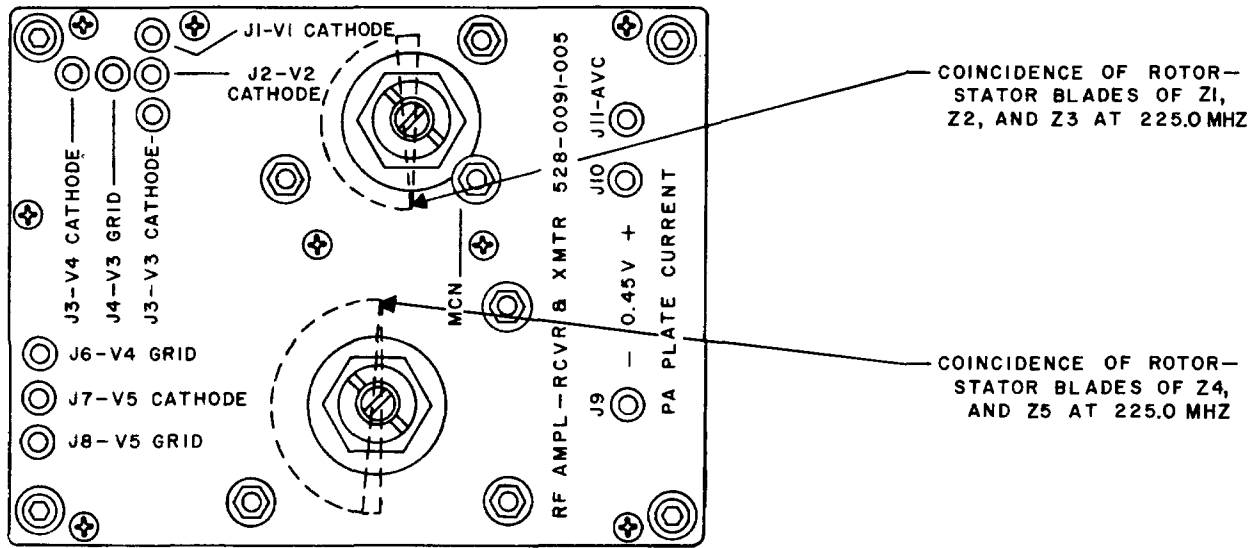 J1-V1 CATHODE
J2-V2
CATHODE
J3-V4 CATHODE
J4-V3 GRID
J3-V3 CATHODE
J6-V4 GRID
J7-V5 CATHODE
J8-V5 GRID
MCN
RF AMPL-RCVR & XMTR 528-0091-005
J11-AVC
J10
- 0.45V +
J9
PA PLATE CURRENT
COINCIDENCE OF ROTOR-
STATOR BLADES OF Z1,
Z2, AND Z3 AT 225.0 MHZ
COINCIDENCE OF ROTOR-
STATOR BLADES OF Z4,
AND Z5 AT 225.0 MHZ